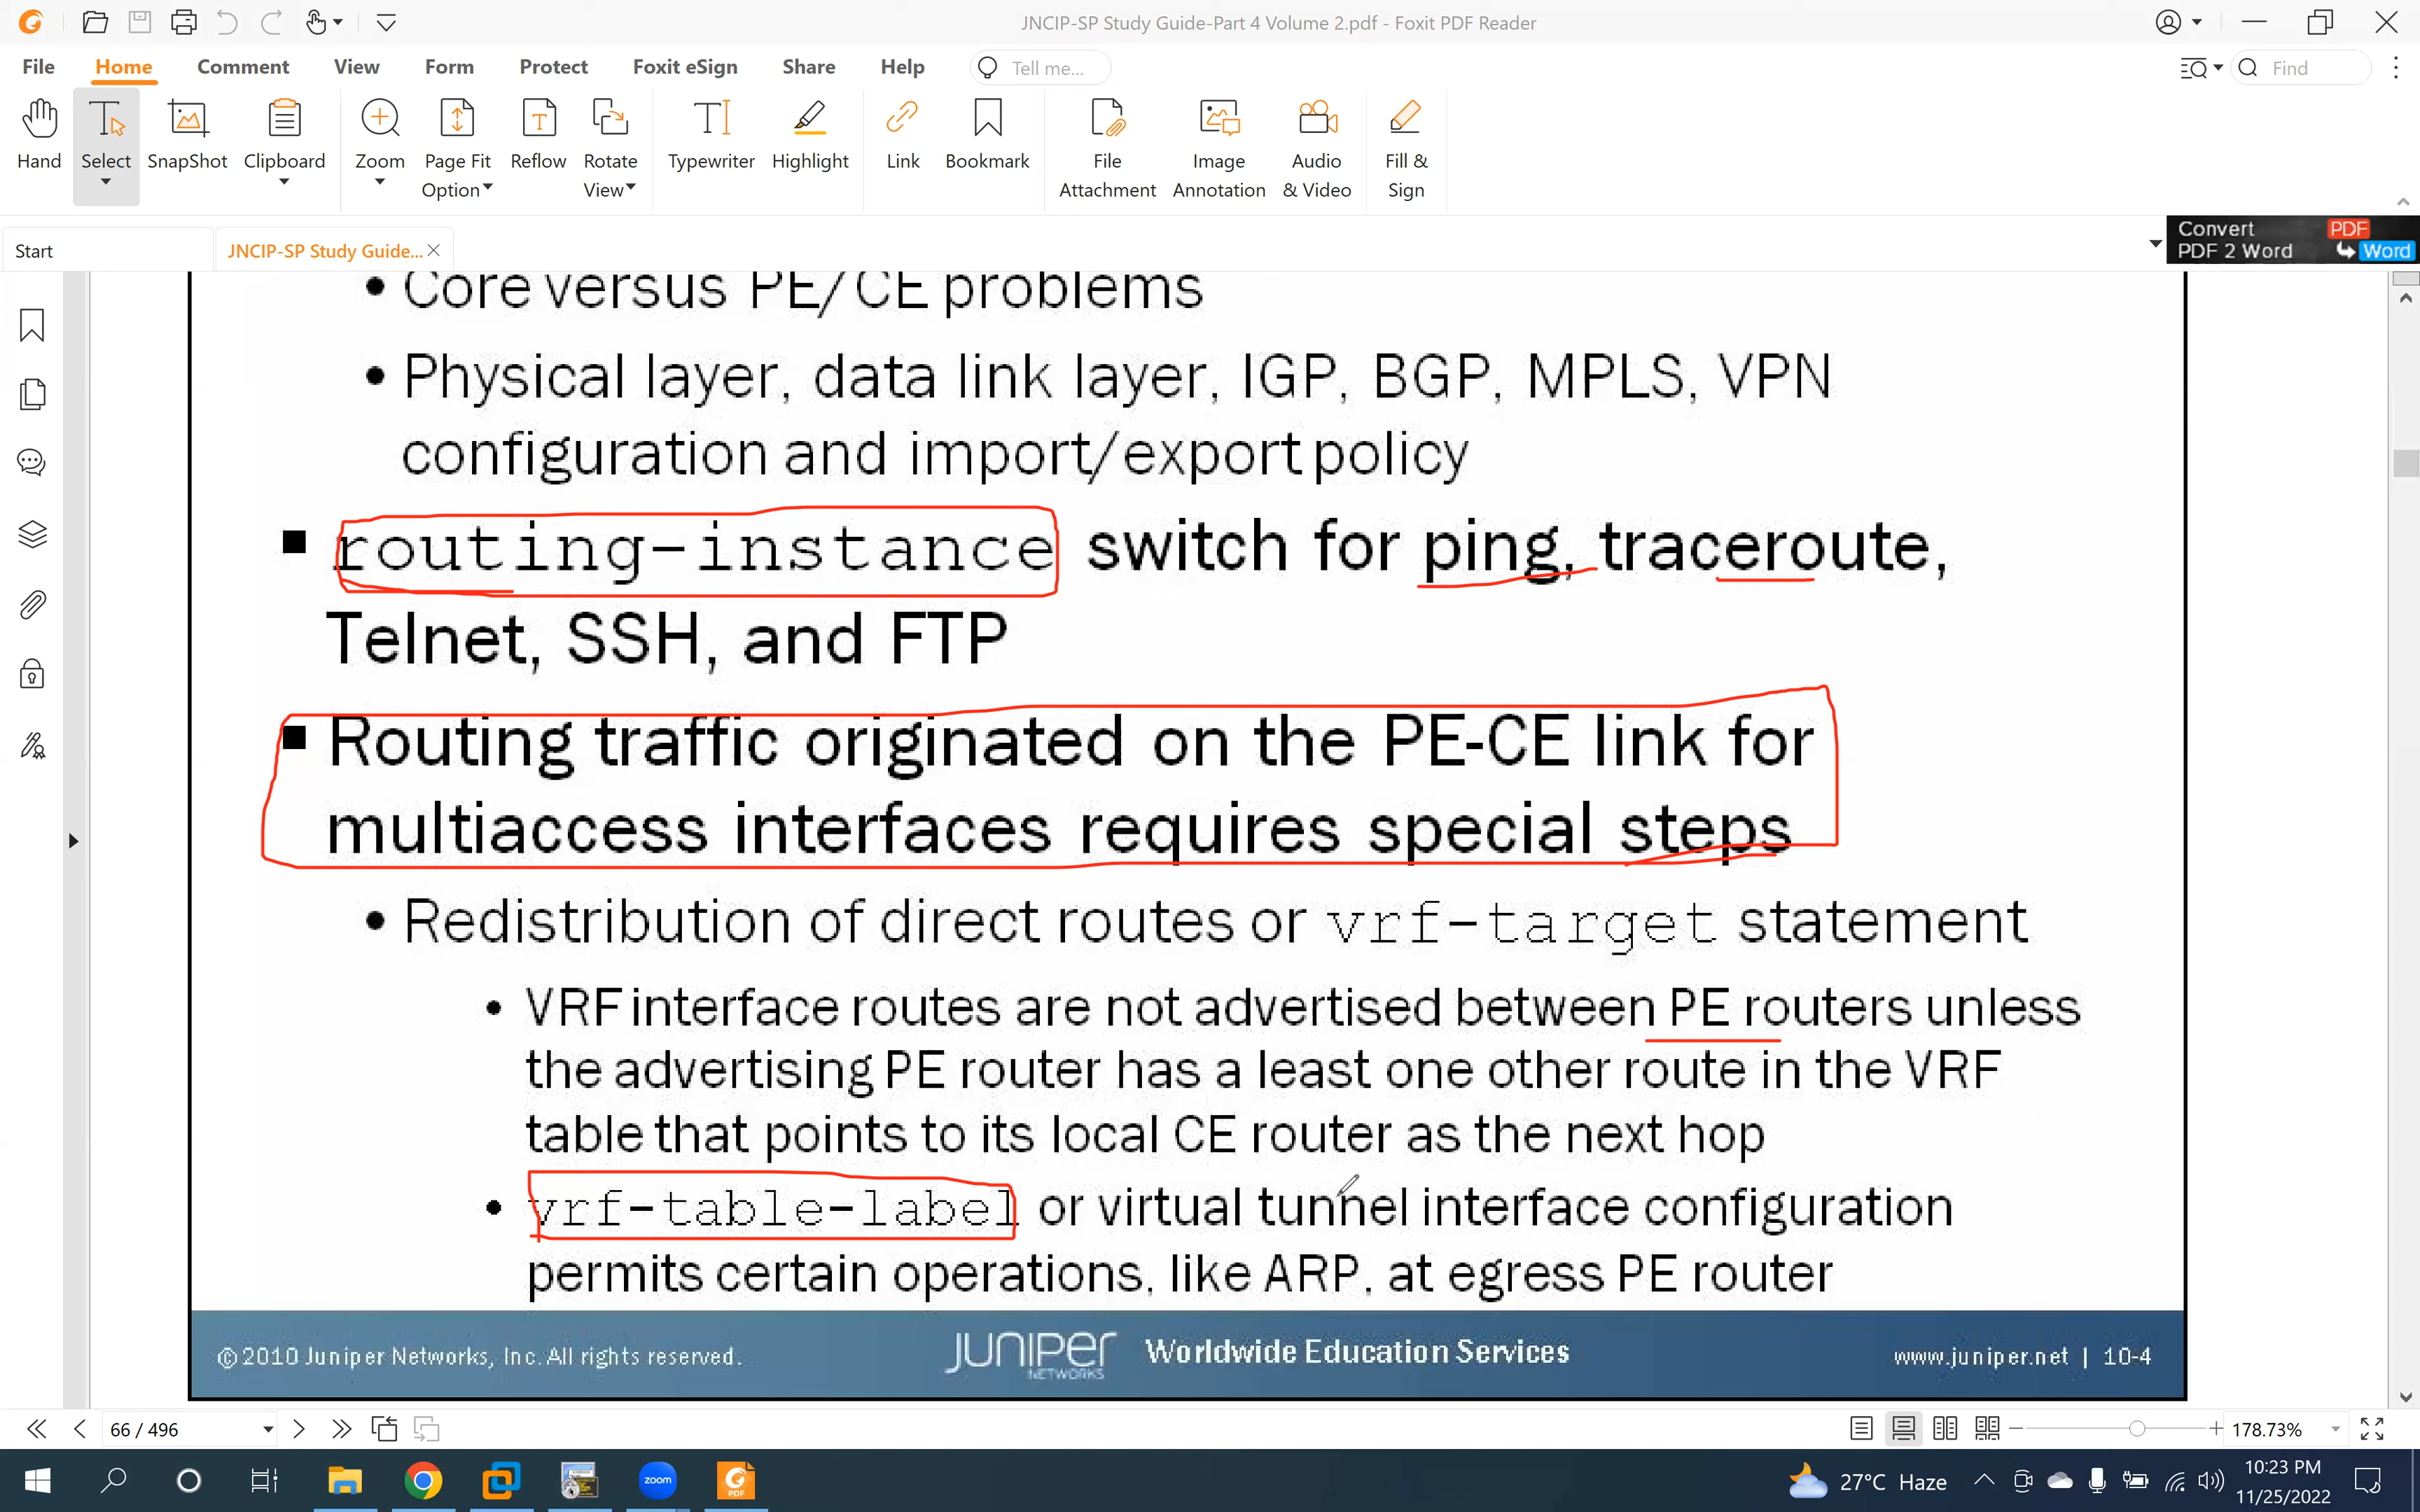 JNCIP-SP Study Guide-Part 4 Volume 2.pdf - Foxit PDF Reader
File Home Comment View Form Protect Foxit eSign Share Help Tell me... Find
Hand Select SnapShot Clipboard Zoom Page Fit Option Reflow Rotate View Typewriter Highlight Link Bookmark File Attachment Image Annotation Audio & Video Fill & Sign
Start JNCIP-SP Study Guide...
Convert PDF
PDF 2 Word Word
• Core versus PE/CE problems
• Physical layer, data link layer, IGP, BGP, MPLS, VPN
configuration and import/export policy
■ routing-instance switch for ping, traceroute,
Telnet, SSH, and FTP
■ Routing traffic originated on the PE-CE link for
multiaccess interfaces requires special steps
• Redistribution of direct routes or vrf-target statement
• VRF interface routes are not advertised between PE routers unless
the advertising PE router has a least one other route in the VRF
table that points to its local CE router as the next hop
• vrf-table-label or virtual tunnel interface configuration
permits certain operations, like ARP, at egress PE router
© 2010 Juniper Networks, Inc. All rights reserved. JUNIPEr NETWORKS Worldwide Education Services www.juniper.net | 10-4
66 / 496 178.73%
zoom PDF 27°C Haze 10:23 PM
11/25/2022